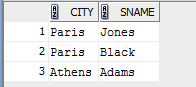 CITY SNAME
1 Paris Jones
2 Paris Black
3 Athens Adams